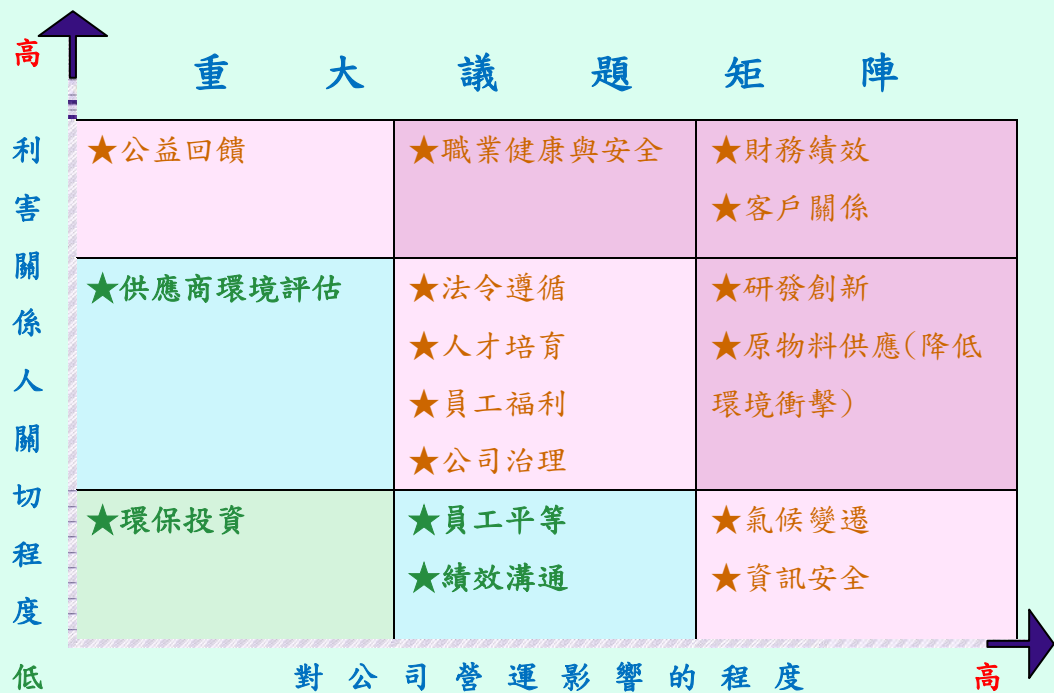 高
重大議題矩陣
利害關係人關切程度
★公益回饋
★職業健康與安全
★財務績效
★客戶關係
★供應商環境評估
★法令遵循
★人才培育
★員工福利
★公司治理
★研發創新
★原物料供應(降低
環境衝擊)
★環保投資
★員工平等
★績效溝通
★氣候變遷
★資訊安全
低
對公司營運影響的程度
高